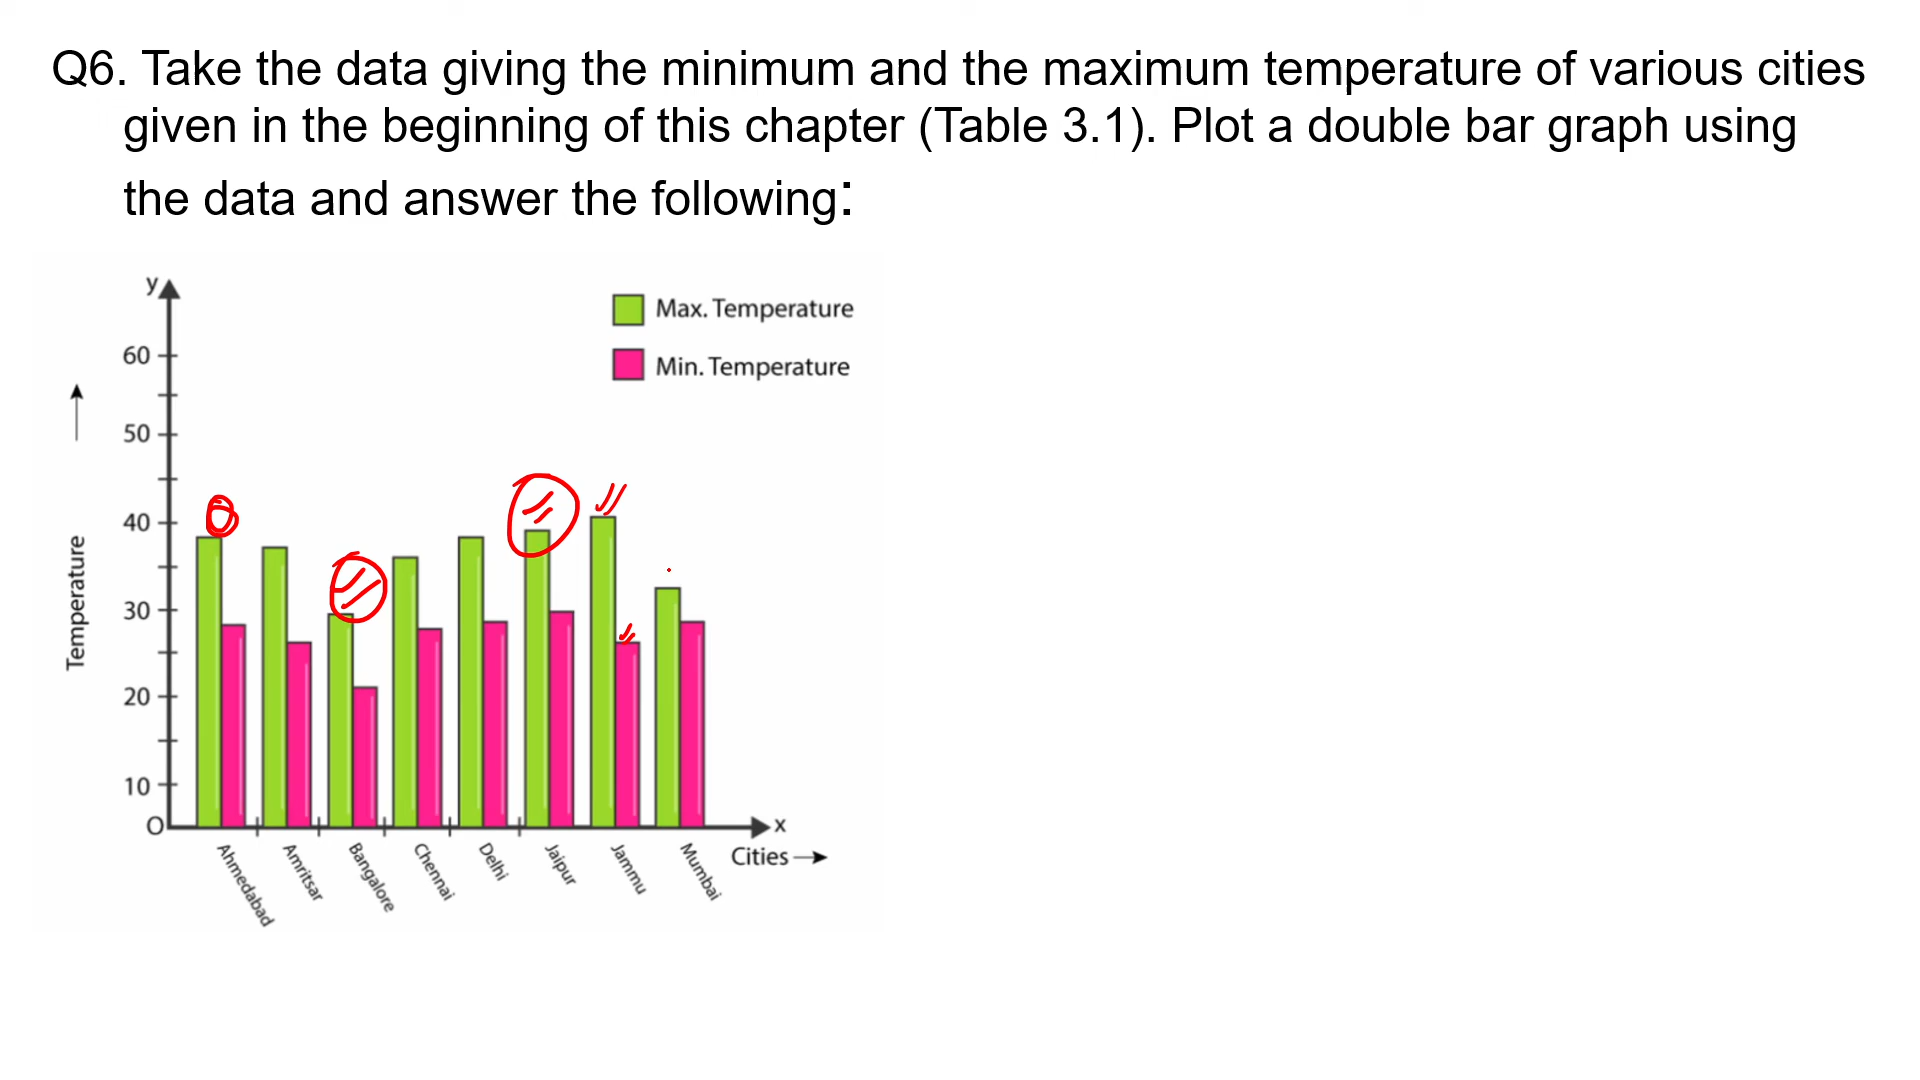 Q6. Take the data giving the minimum and the maximum temperature of various cities
given in the beginning of this chapter (Table 3.1). Plot a double bar graph using
the data and answer the following:
y
Max. Temperature
Min. Temperature
60
50
40
30
20
10
O
Temperature
x
Cities
Ahmedabad
Amritsar
Bangalore
Chennai
Delhi
Jaipur
Jammu
Mumbai